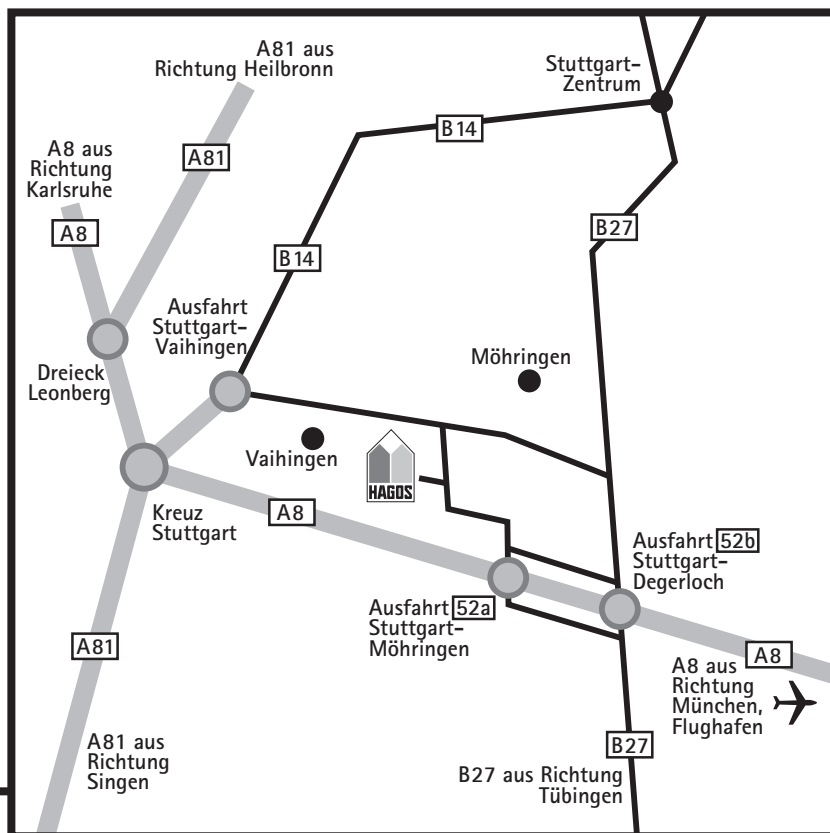 A81 aus
Richtung Heilbronn
Stuttgart-
Zentrum
B14
A8 aus
Richtung
Karlsruhe
A81
A8
B27
B14
Ausfahrt
Stuttgart-
Vaihingen
Möhringen
Dreieck
Leonberg
Vaihingen
HAGOS
Kreuz
Stuttgart
A8
Ausfahrt 52b
Stuttgart-
Degerloch
Ausfahrt 52a
Stuttgart-
Möhringen
A81
A8
A8 aus
Richtung
München,
Flughafen
A81 aus
Richtung
Singen
B27
B27 aus Richtung
Tübingen